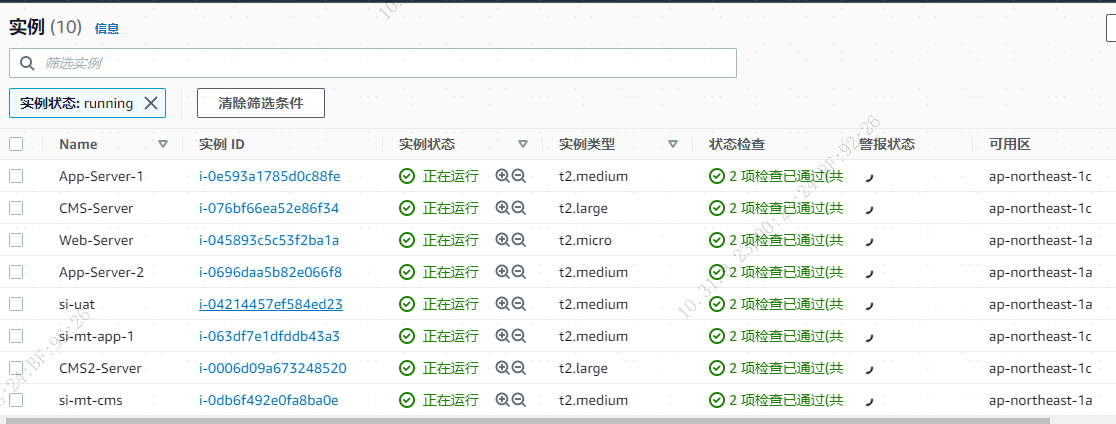 实例 (10) 信息
筛选实例
实例状态: running 清除筛选条件
Name 实例 ID 实例状态 实例类型 状态检查 警报状态 可用区
App-Server-1 i-0e593a1785d0c88fe 正在运行 t2.medium 2 项检查已通过(共 ap-northeast-1c
CMS-Server i-076bf66ea52e86f34 正在运行 t2.large 2 项检查已通过(共 ap-northeast-1c
Web-Server i-045893c5c53f2ba1a 正在运行 t2.micro 2 项检查已通过(共 ap-northeast-1a
App-Server-2 i-0696daa5b82e066f8 正在运行 t2.medium 2 项检查已通过(共 ap-northeast-1a
si-uat i-04214457ef584ed23 正在运行 t2.medium 2 项检查已通过(共 ap-northeast-1a
si-mt-app-1 i-063df7e1dfddb43a3 正在运行 t2.medium 2 项检查已通过(共 ap-northeast-1c
CMS2-Server i-0006d09a673248520 正在运行 t2.large 2 项检查已通过(共 ap-northeast-1c
si-mt-cms i-0db6f492e0fa8ba0e 正在运行 t2.medium 2 项检查已通过(共 ap-northeast-1a